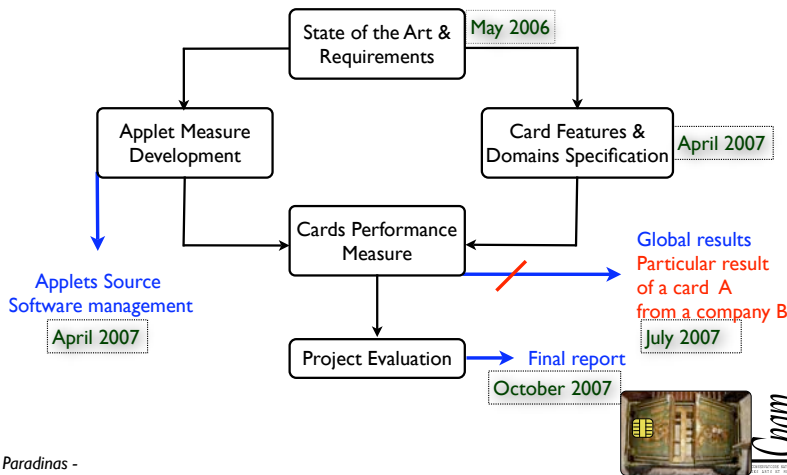 State of the Art &
Requirements
May 2006
Applet Measure
Development
Card Features &
Domains Specification
April 2007
Cards Performance
Measure
Global results
Particular result
of a card A
from a company B
July 2007
Applets Source
Software management
April 2007
Project Evaluation
Final report
October 2007
Cnam
Paradinas -